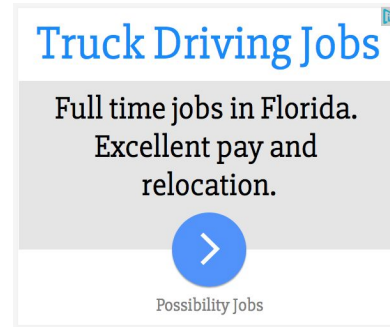 Truck Driving Jobs
Full time jobs in Florida.
Excellent pay and
relocation.
Possibility Jobs